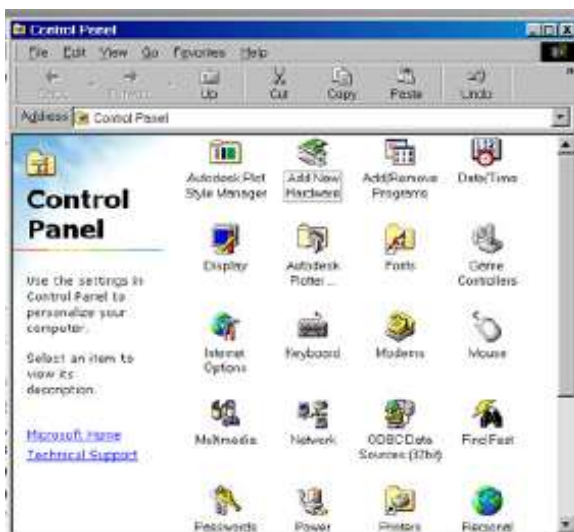 Control Panel
File Edit View Go Favorites Help
Up Cut Copy Paste Undo
Address Control Panel
Control
Panel
Use the settings in
Control Panel to
personalize your
computer.
Select an item to
view its
description.
Microsoft Home
Technical Support
Autodesk Plot
Style Manager
Add New
Hardware
Add/Remove
Programs
Date/Time
Display
Autodesk
Plotter ...
Fonts
Game
Controllers
Internet
Options
Keyboard
Modems
Mouse
Multimedia
Network
ODBC Data
Sources (32bit)
Find Fast
Passwords
Power
Printers
Regional